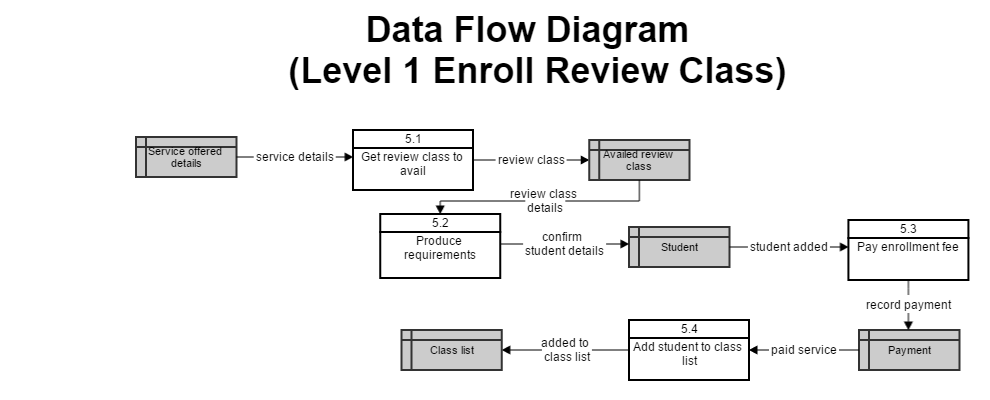 Data Flow Diagram
(Level 1 Enroll Review Class)
Service offered
details
service details
5.1
Get review class to
avail
review class
Availed review
class
review class
details
5.2
Produce
requirements
confirm
student details
Student
student added
5.3
Pay enrollment fee
record payment
Payment
paid service
5.4
Add student to class
list
added to
class list
Class list